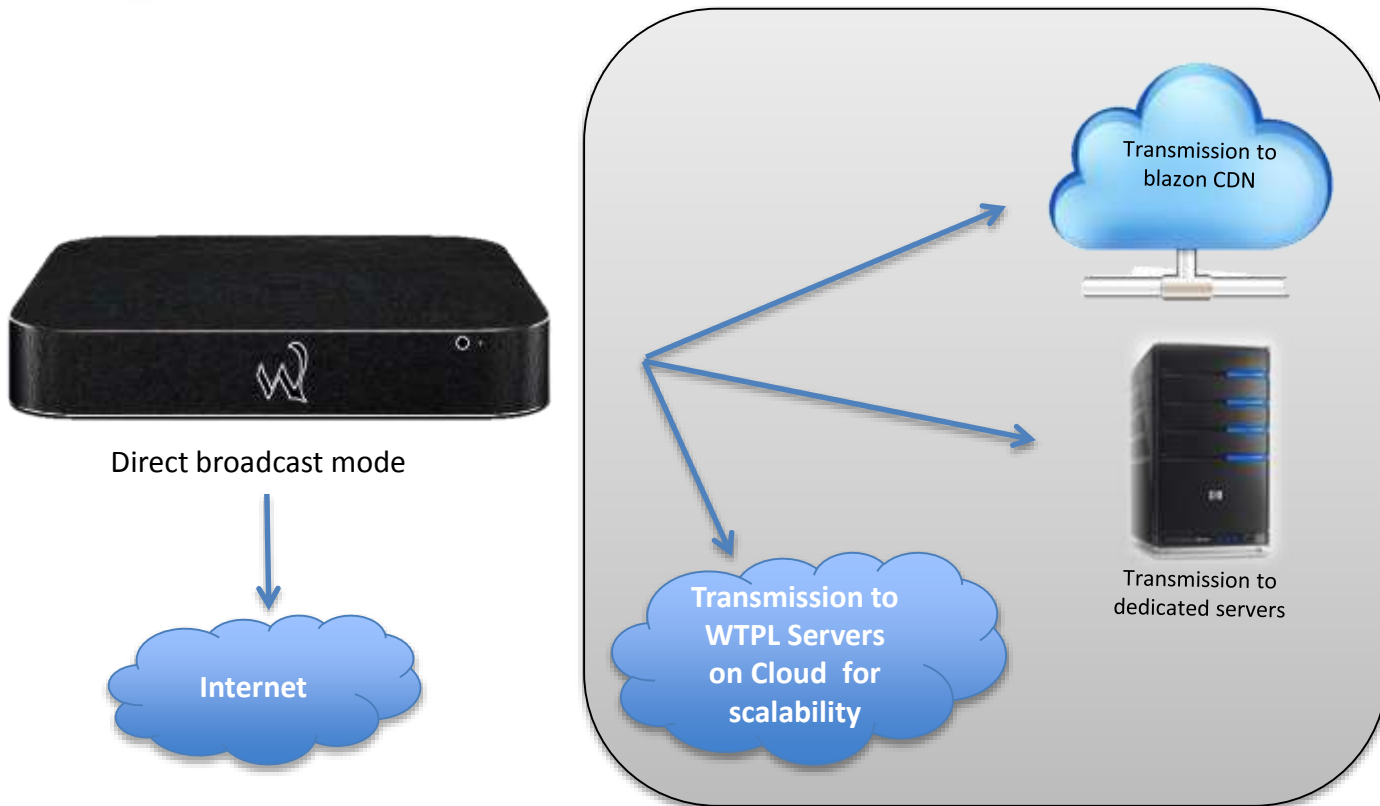 Transmission to
blazon CDN
Direct broadcast mode
Transmission to
dedicated servers
Internet
Transmission to
WTPL Servers
on Cloud  for
scalability